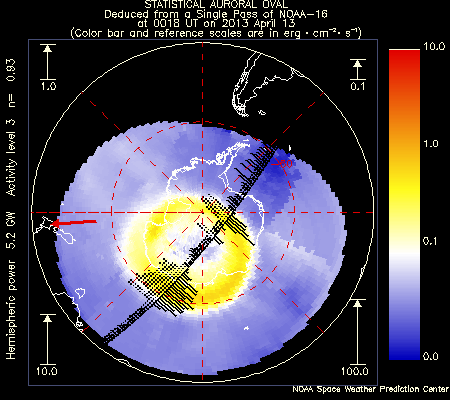 STATISTICAL AURORAL OVAL
Deduced from a Single Pass of NOAA-16
at 0018 UT on 2013 April 13
(Color bar and reference scales are in erg·cm⁻²·s⁻¹)
1.0
0.1
10.0
100.0
Hemispheric power 5.2 GW Activity level 3 n= 0.93
10.0
1.0
0.1
0.0
NOAA Space Weather Prediction Center